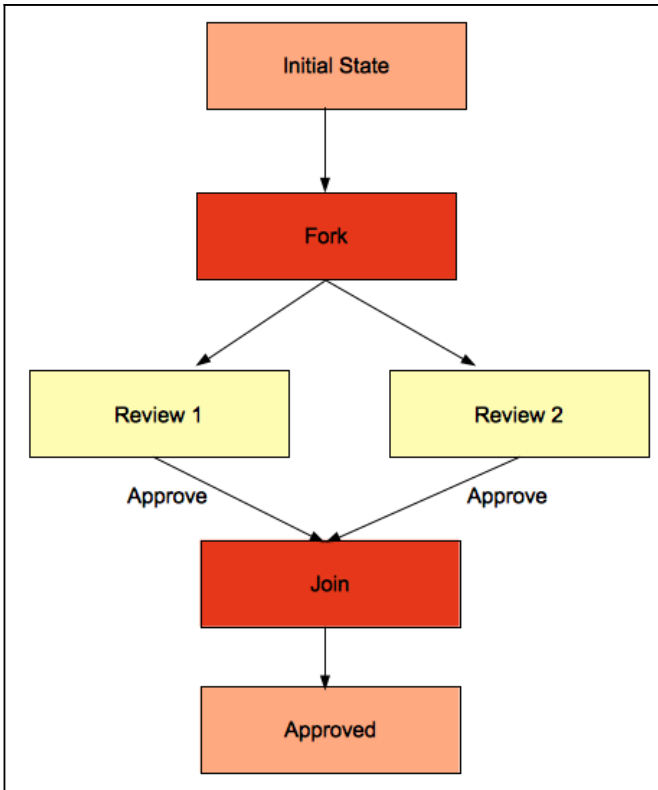 Initial State
Fork
Review 1
Review 2
Approve
Approve
Join
Approved